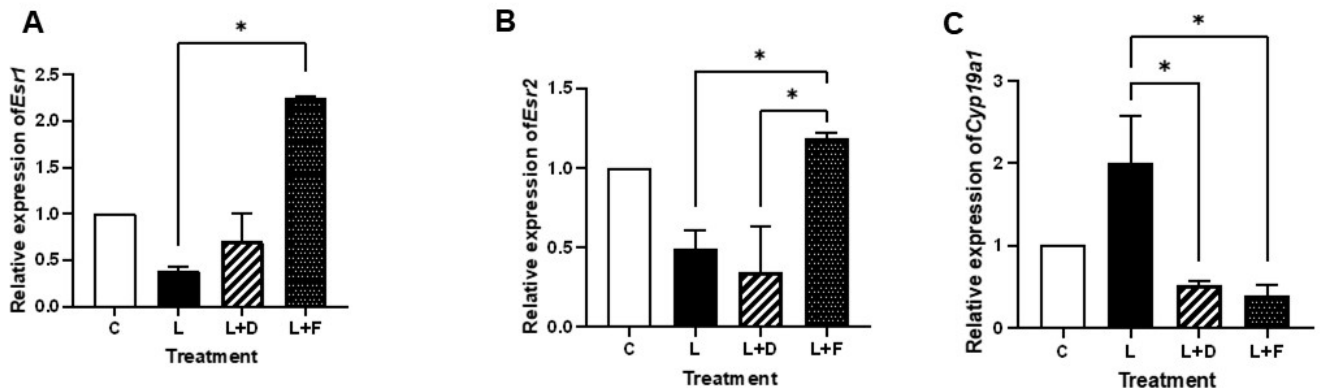 A
*
Relative expression of Esr1
2.5
2.0
1.5
1.0
0.5
0.0
C L L+D L+F
Treatment
B
*
*
Relative expression of Esr2
1.5
1.0
0.5
0.0
C L L+D L+F
Treatment
C
*
*
Relative expression of Cyp19a1
3
2
1
0
C L L+D L+F
Treatment